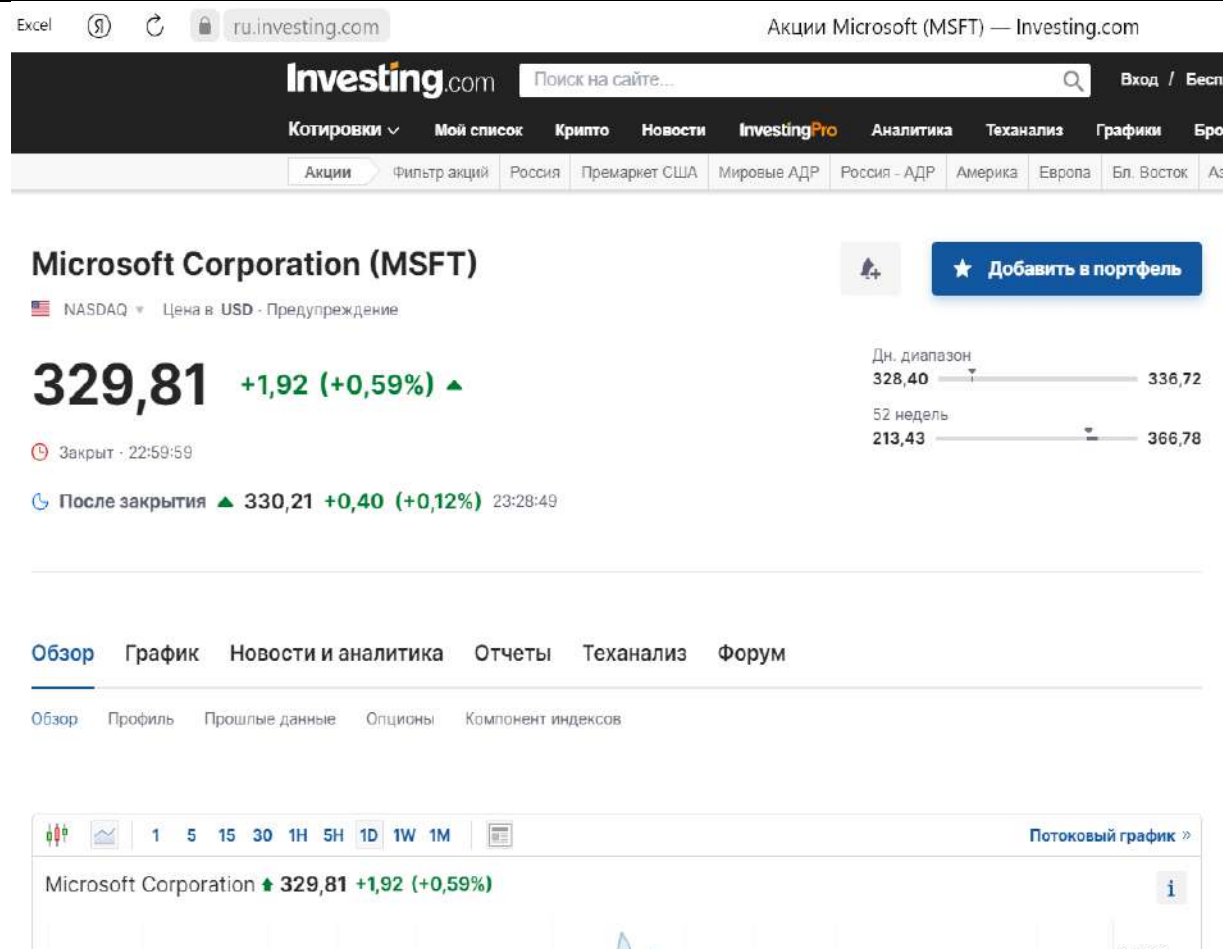 Excel Я ru.investing.com Акции Microsoft (MSFT) — Investing.com
Investing.com Поиск на сайте... Вход / Бесп
Котировки Мой список Крипто Новости InvestingPro Аналитика Теханализ Графики Бро
Акции Фильтр акций Россия Премаркет США Мировые АДР Россия - АДР Америка Европа Бл. Восток Аз
Microsoft Corporation (MSFT)
Добавить в портфель
NASDAQ Цена в USD · Предупреждение
Дн. диапазон
328,40 336,72
329,81 +1,92 (+0,59%)
52 недель
213,43 366,78
Закрыт · 22:59:59
После закрытия 330,21 +0,40 (+0,12%) 23:28:49
Обзор График Новости и аналитика Отчеты Теханализ Форум
Обзор Профиль Прошлые данные Опционы Компонент индексов
1 5 15 30 1H 5H 1D 1W 1M Потоковый график »
Microsoft Corporation 329,81 +1,92 (+0,59%) i